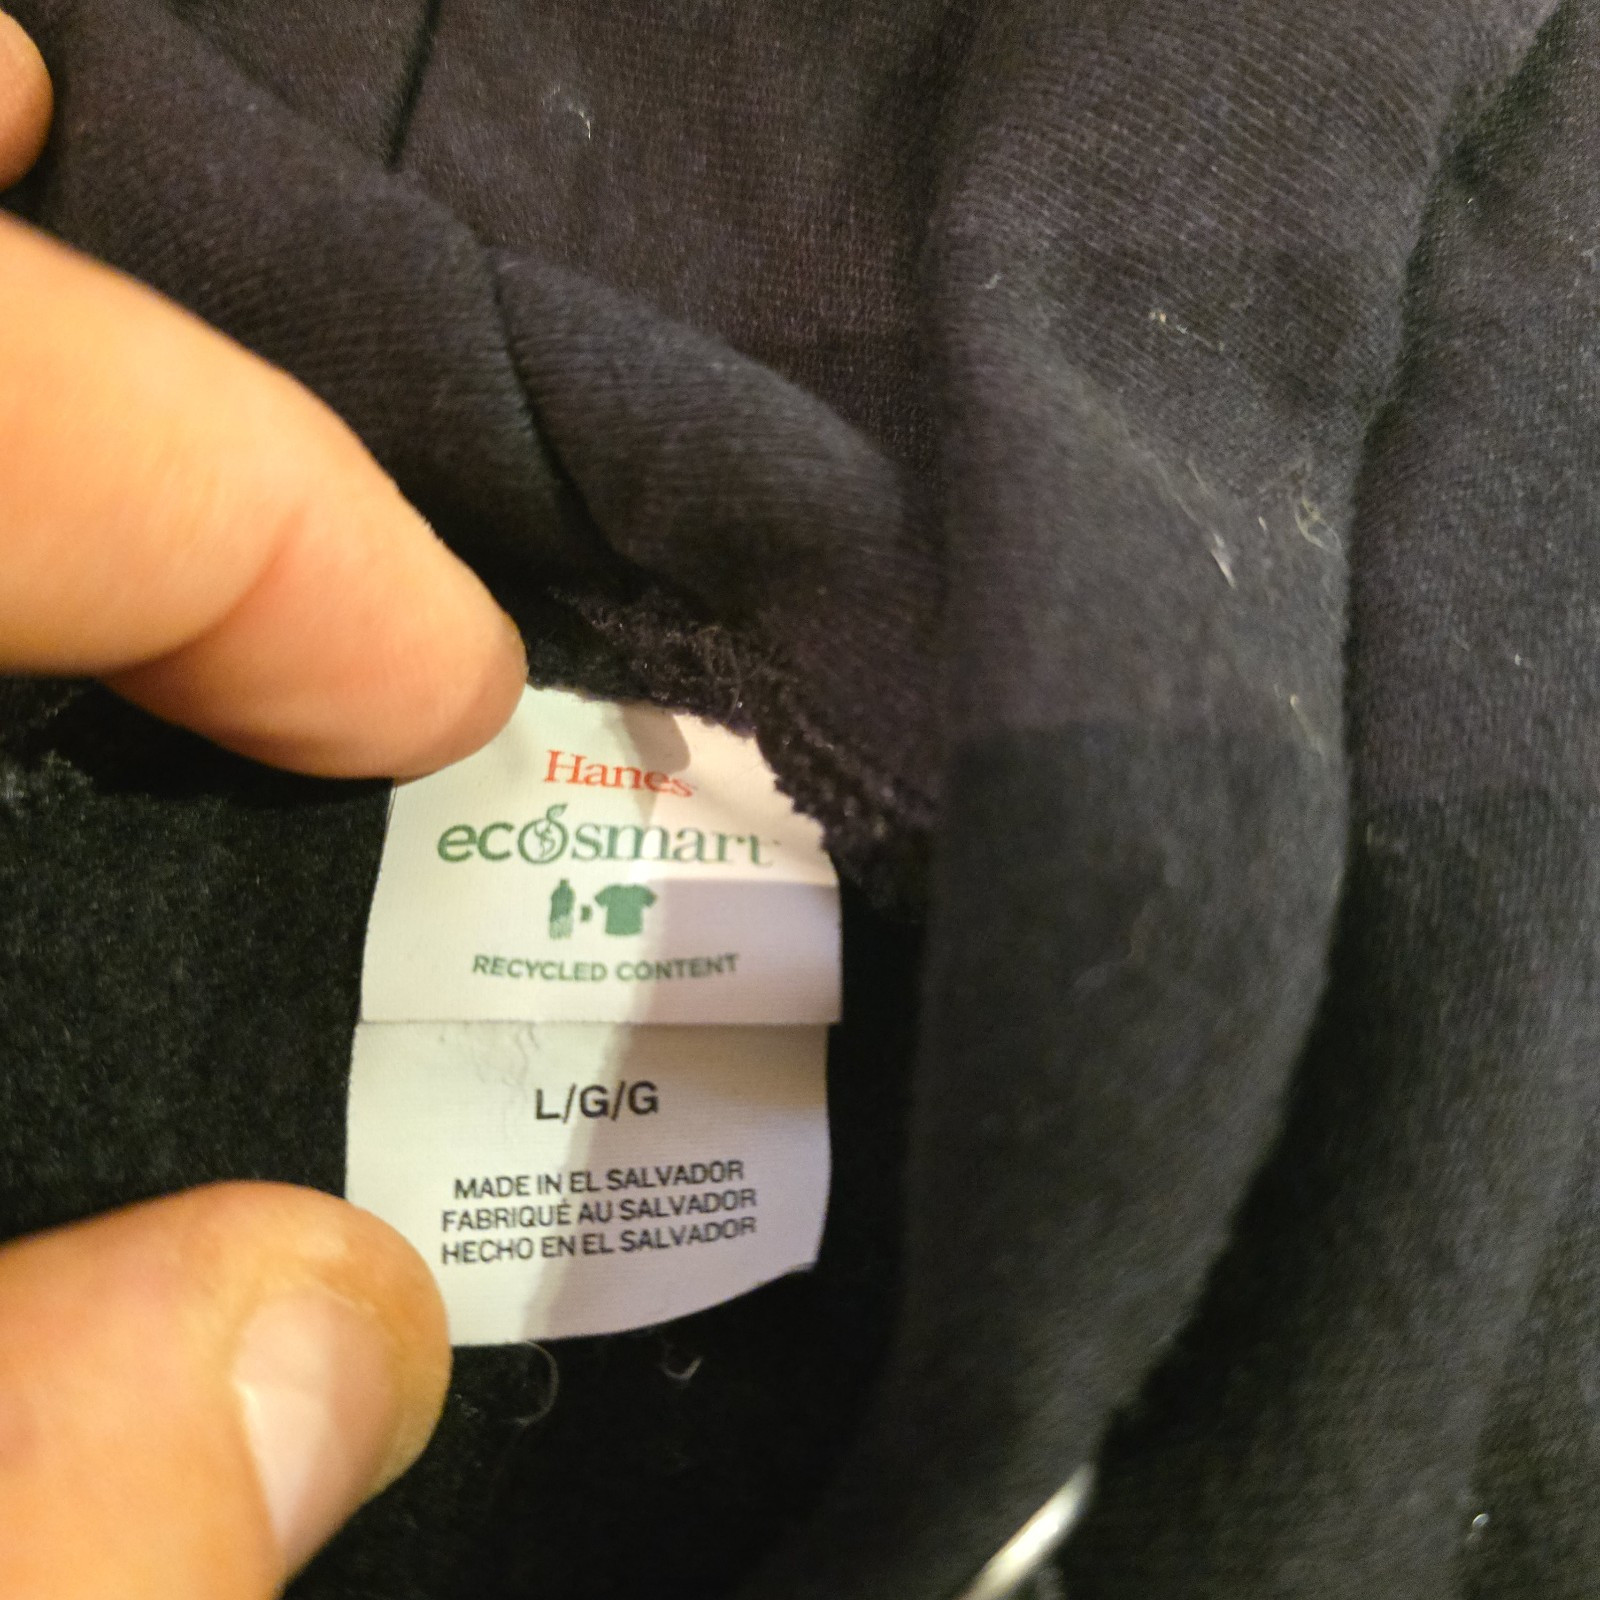 Hanes
ecosmart
RECYCLED CONTENT
L/G/G
MADE IN EL SALVADOR
FABRIQUÉ AU SALVADOR
HECHO EN EL SALVADOR